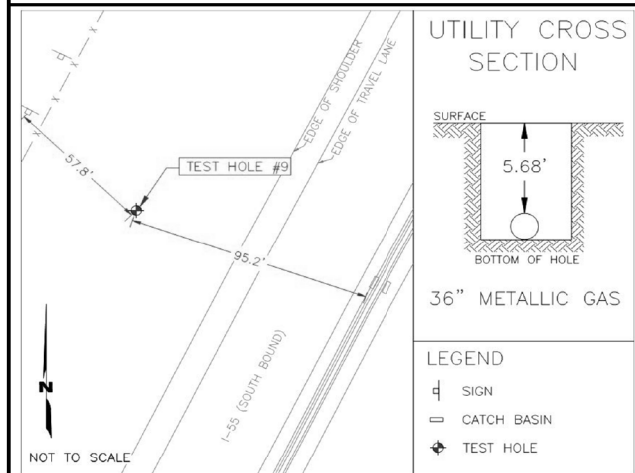 UTILITY CROSS
SECTION
SURFACE
5.68'
BOTTOM OF HOLE
36" METALLIC GAS
LEGEND
SIGN
CATCH BASIN
TEST HOLE
EDGE OF SHOULDER
EDGE OF TRAVEL LANE
57.8'
TEST HOLE #9
95.2'
I-55 (SOUTH BOUND)
N
NOT TO SCALE